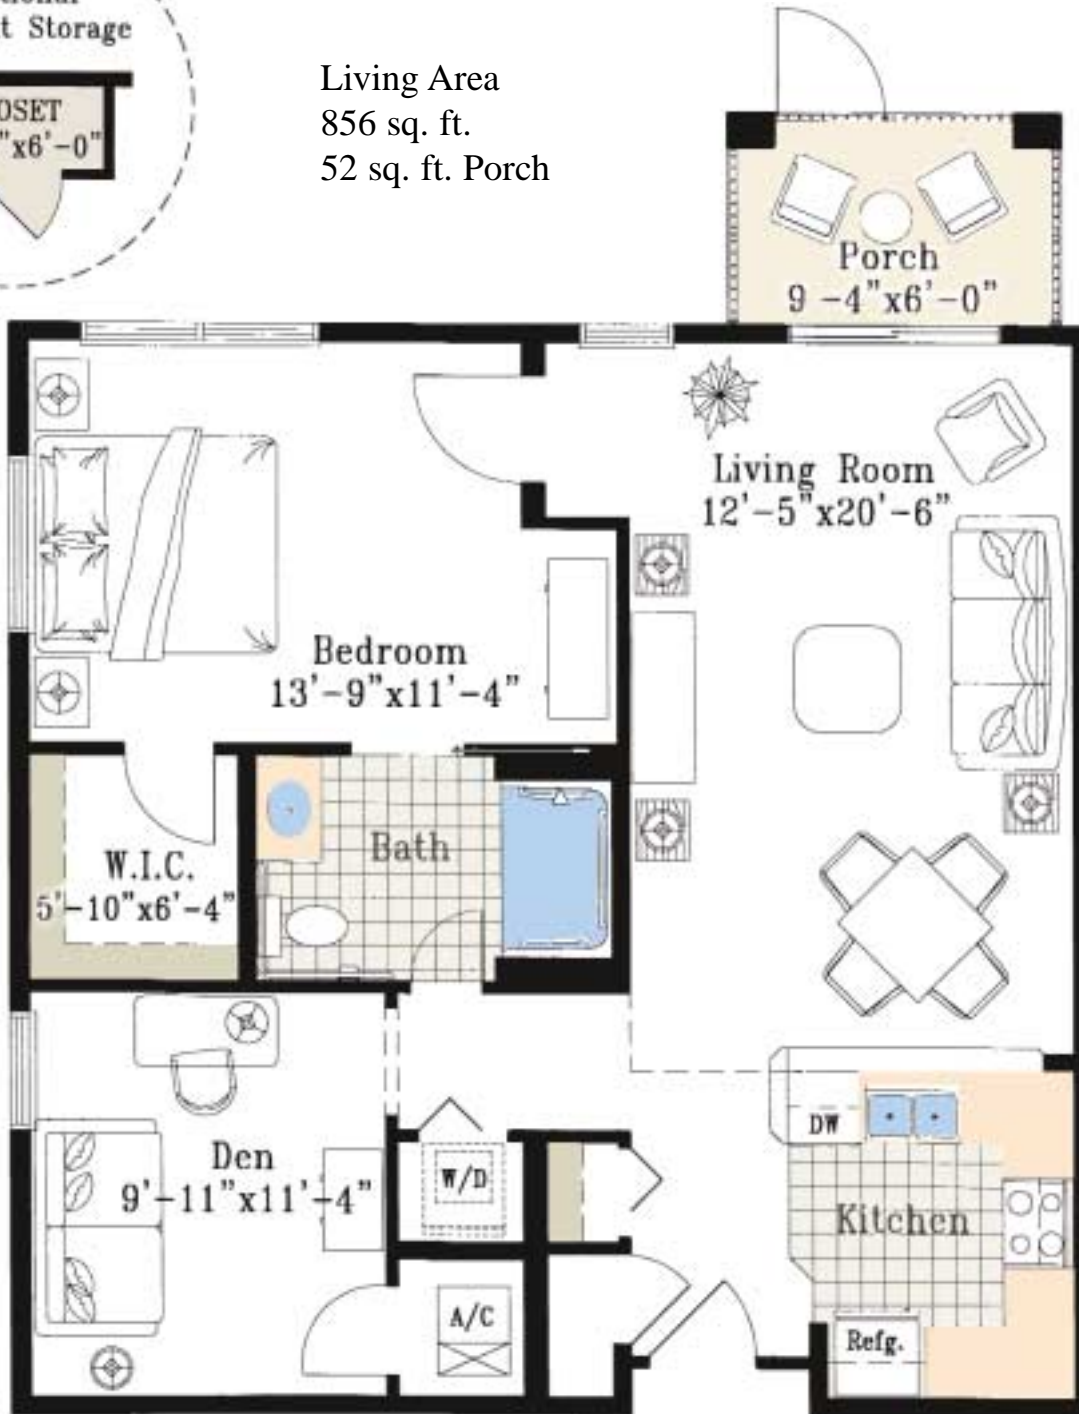 t Storage
"x6'-0"
Living Area
856 sq. ft.
52 sq. ft. Porch
Porch
9 -4"x6'-0"
Living Room
12'-5"x20'-6"
Bedroom
13'-9"x11'-4"
Bath
W.I.C.
5'-10"x6'-4"
DW
Den
9'-11"x11'-4"
W/D
Kitchen
A/C
Refg.